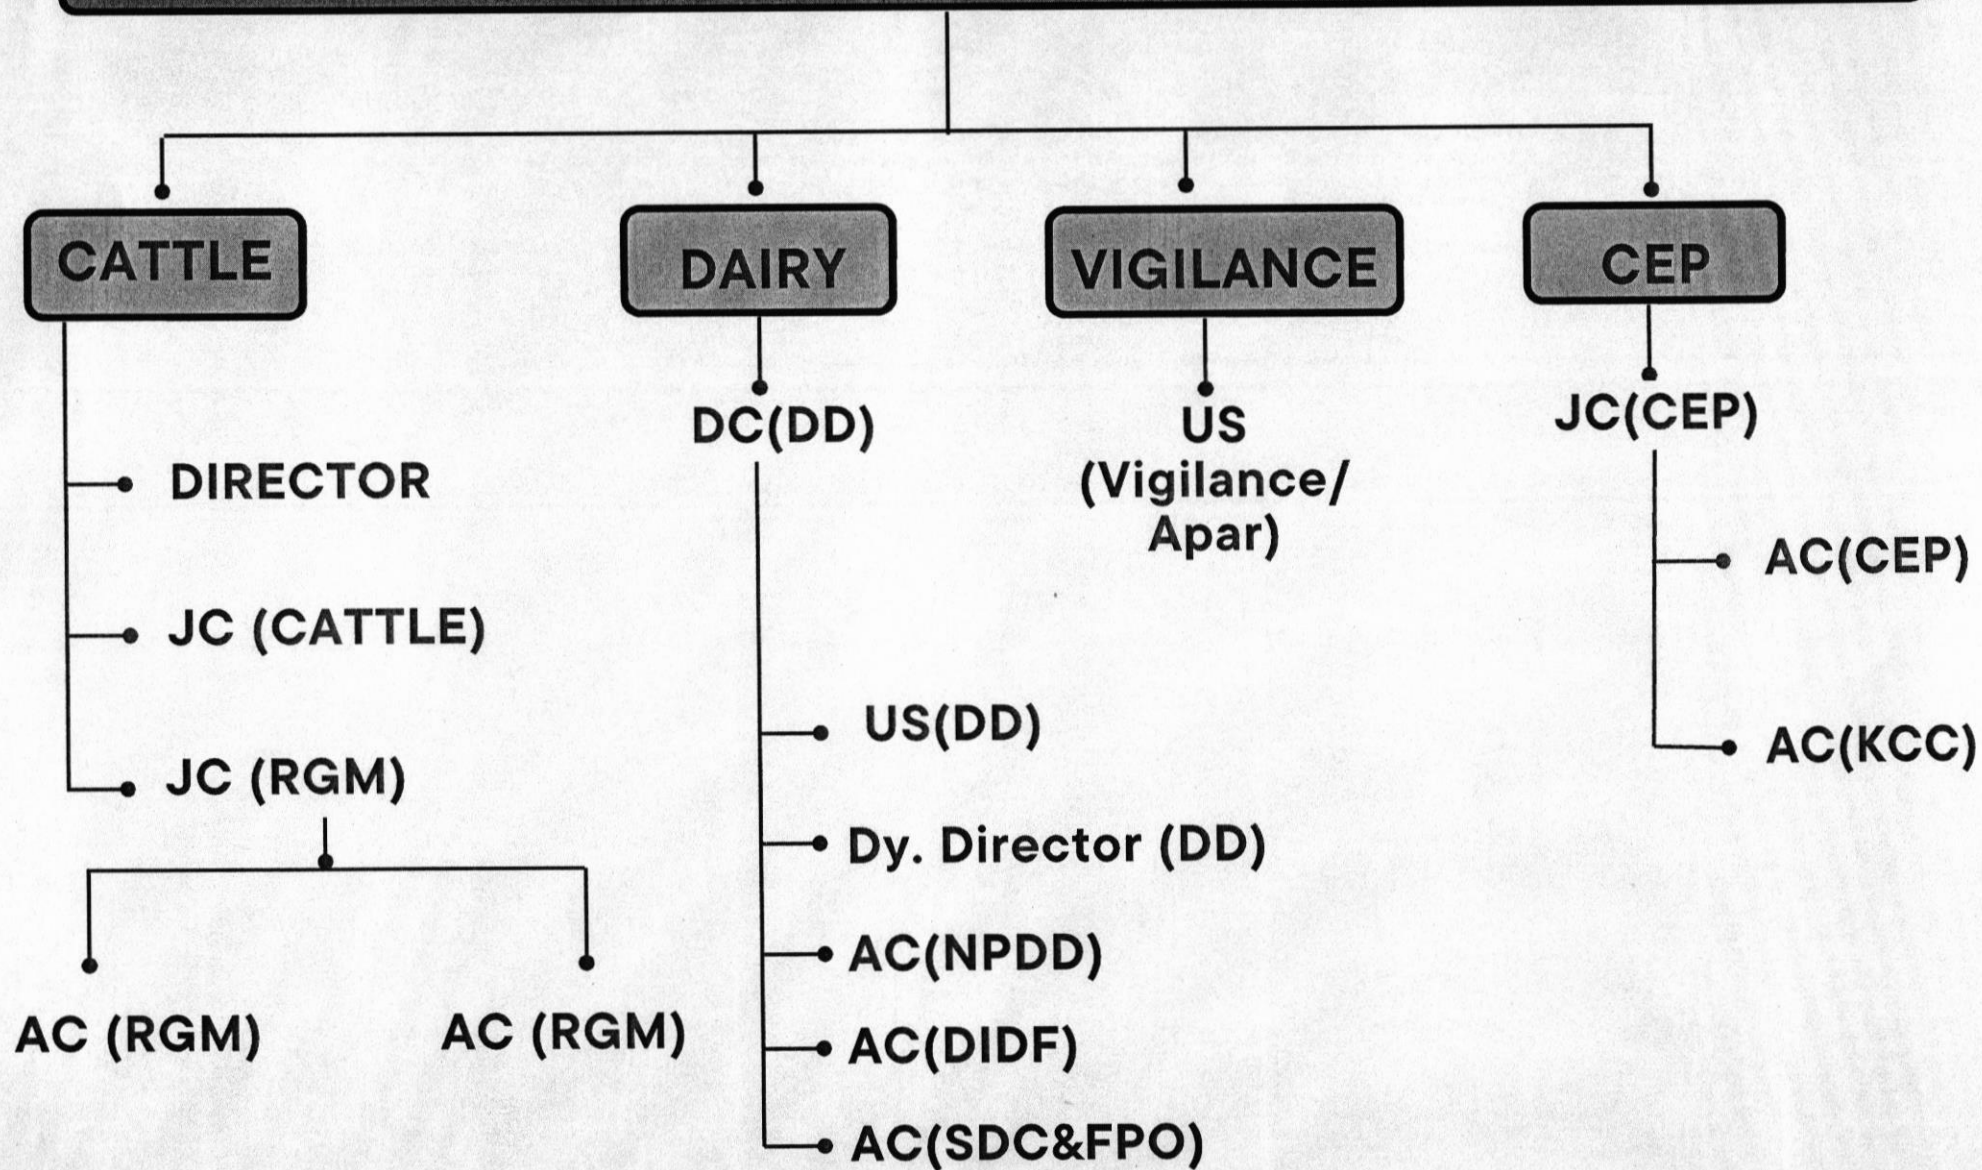 CATTLE
DAIRY
VIGILANCE
CEP
DIRECTOR
JC (CATTLE)
JC (RGM)
AC (RGM)
AC (RGM)
DC(DD)
US(DD)
Dy. Director (DD)
AC(NPDD)
AC(DIDF)
AC(SDC&FPO)
US
(Vigilance/
Apar)
JC(CEP)
AC(CEP)
AC(KCC)